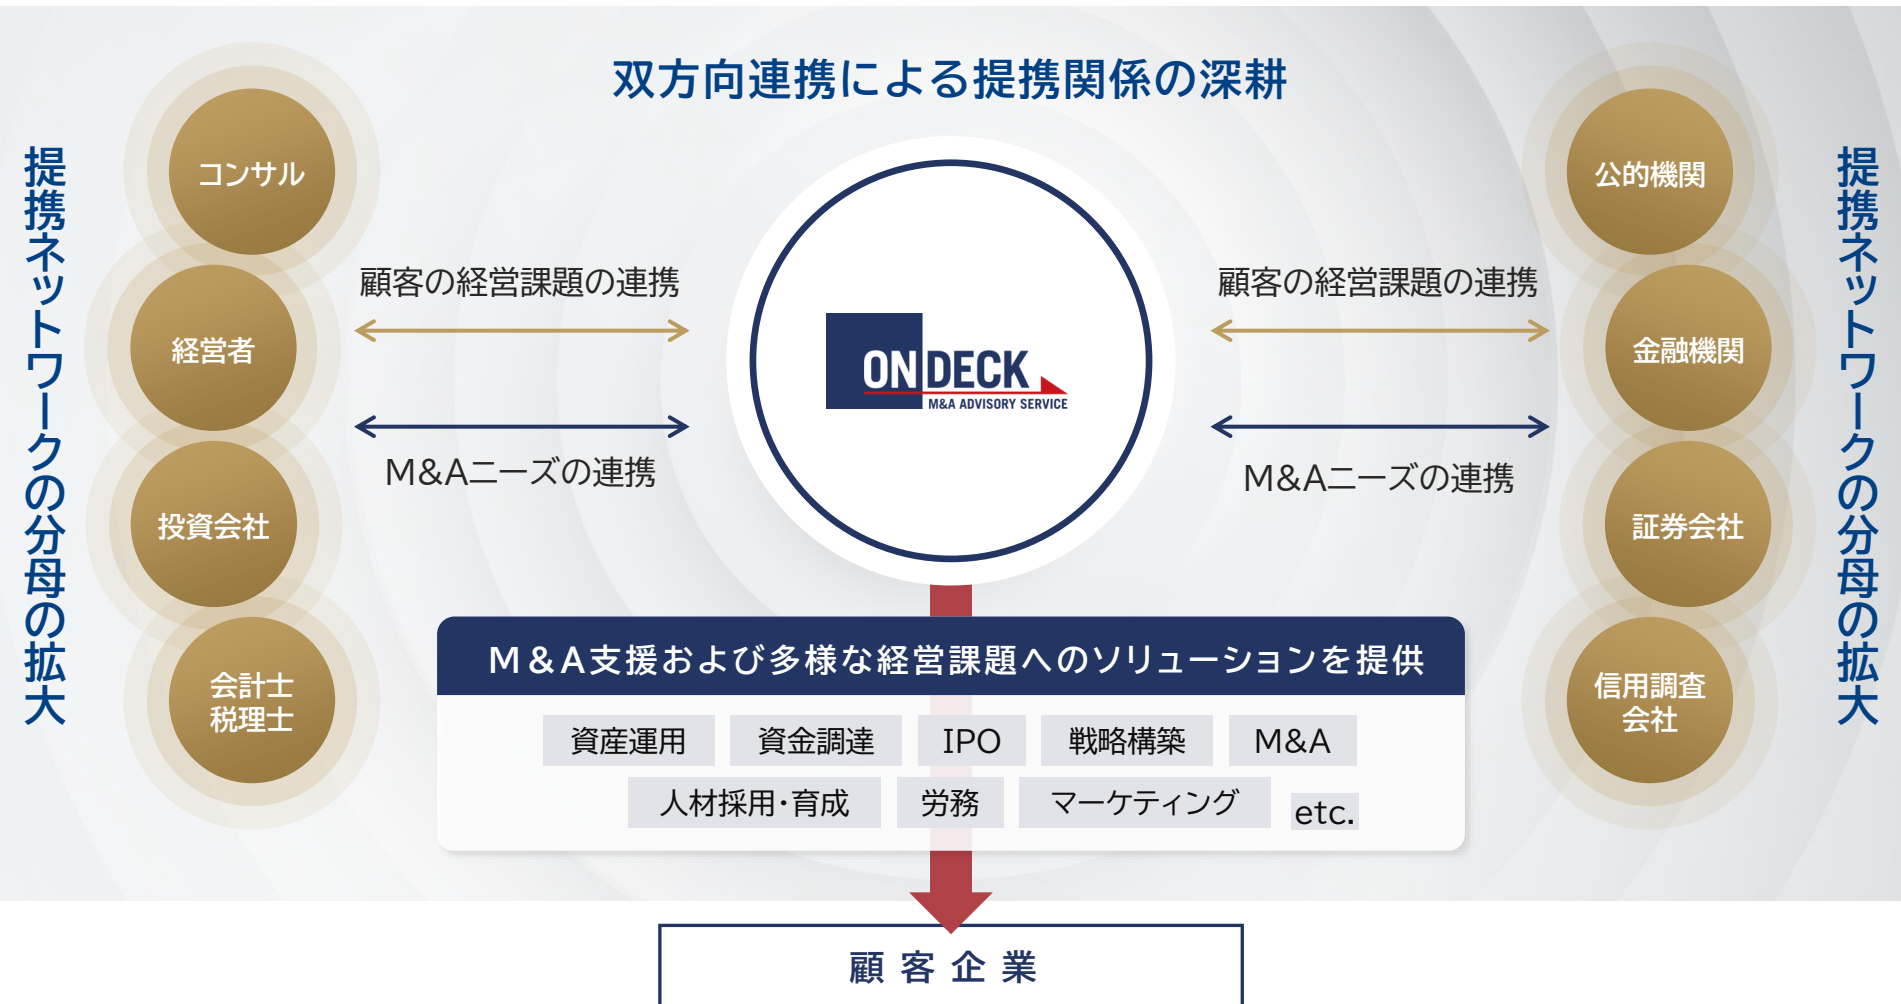 双方向連携による提携関係の深耕
提携ネットワークの分母の拡大
コンサル
経営者
投資会社
会計士
税理士
顧客の経営課題の連携
M&Aニーズの連携
ON DECK
M&A ADVISORY SERVICE
顧客の経営課題の連携
M&Aニーズの連携
公的機関
金融機関
証券会社
信用調査
会社
提携ネットワークの分母の拡大
M&A支援および多様な経営課題へのソリューションを提供
資産運用 資金調達 IPO 戦略構築 M&A
人材採用・育成 労務 マーケティング etc.
顧客企業